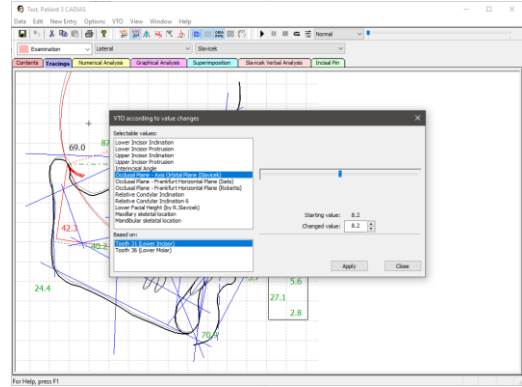 Test, Patient 3 CADIAS
Data Edit New Entry Options VTO View Window Help
Normal
Examination Lateral Slavicek
Contents Tracings Numerical Analysis Graphical Analysis Superimposition Slavicek Verbal Analysis Incisal Pin
VTO according to value changes
Selectable values:
Lower Incisor Inclination
Lower Incisor Protrusion
Upper Incisor Inclination
Upper Incisor Protrusion
Interincisal Angle
Occlusal Plane - Axis Orbital Plane (Slavicek)
Occlusal Plane - Frankfurt Horizontal Plane (Sato)
Occlusal Plane - Frankfurt Horizontal Plane (Ricketts)
Relative Condylar Inclination
Relative Condylar Inclination 6
Lower Facial Height (by R.Slavicek)
Maxillary skeletal location
Mandibular skeletal location
Starting value: 8.2
Changed value: 8.2
Based on:
Tooth 31 (Lower Incisor)
Tooth 36 (Lower Molar)
Apply Close
69.0
42.3
40.2
24.4
5.6
27.1
2.8
For Help, press F1